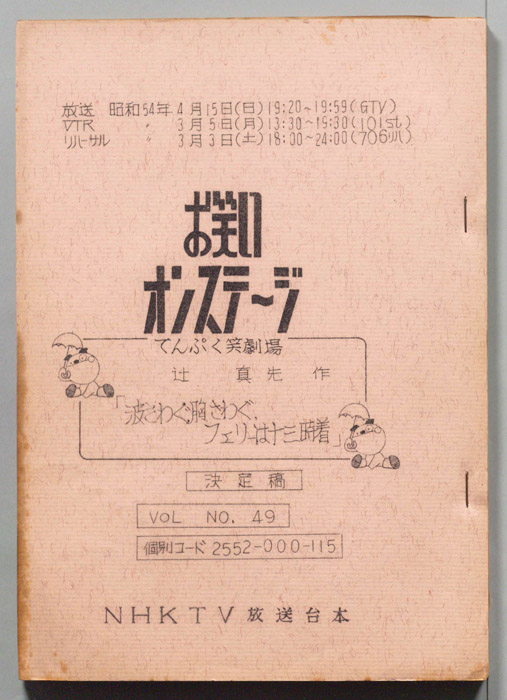 放送 昭和54年 4月15日(日) 19:20~19:59(GTV)
VTR 〃 3月5日(月) 13:30~19:30(101st)
リハーサル 〃 3月3日(土) 18:00~24:00(706リハ)
お笑い
オンステージ
てんぷく笑劇場
辻 真先 作
「波さわぐ胸さわぐ、
フェリーは十三時着」
決定稿
VOL NO. 49
個別コード 2552-000-115
NHKTV 放送台本